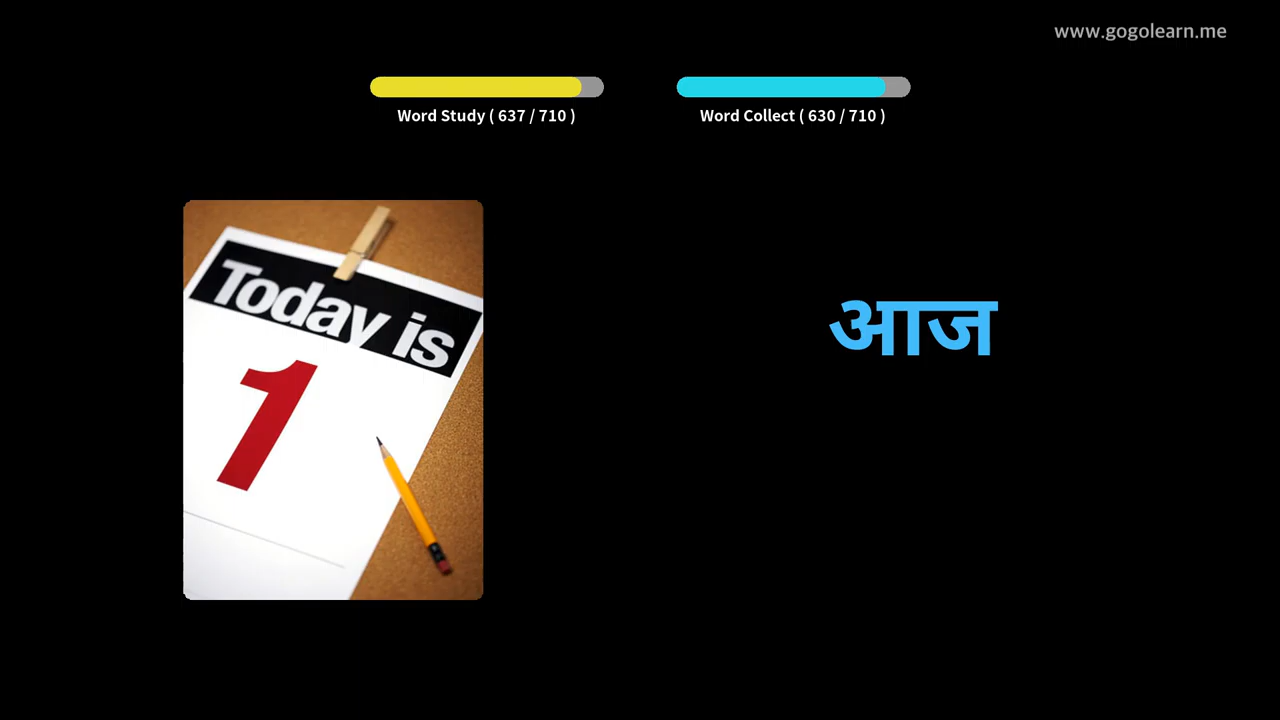 www.gogolearn.me
Word Study ( 637 / 710 )
Word Collect ( 630 / 710 )
Today is
1
आज